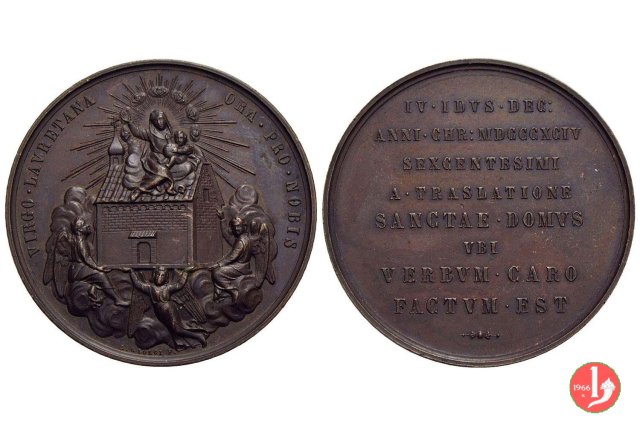 VIRGO · LAVRETANA
ORA · PRO · NOBIS
IV · IDVS · DEC:
ANNI · CHR: MDCCCXCIV
SEXCENTESIMI
A · TRASLATIONE
SANCTAE · DOMVS
VBI
VERBVM · CARO
FACTVM · EST
1966